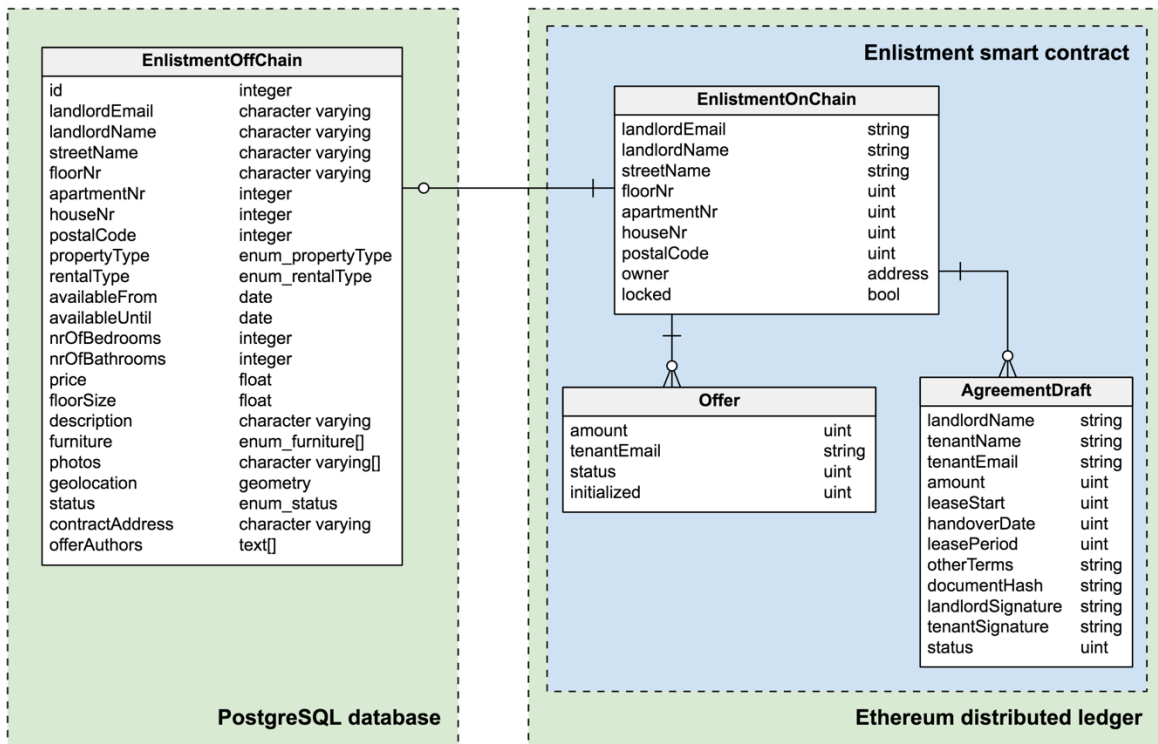 EnlistmentOffChain
id integer
landlordEmail character varying
landlordName character varying
streetName character varying
floorNr character varying
apartmentNr integer
houseNr integer
postalCode integer
propertyType enum_propertyType
rentalType enum_rentalType
availableFrom date
availableUntil date
nrOfBedrooms integer
nrOfBathrooms integer
price float
floorSize float
description character varying
furniture enum_furniture[]
photos character varying[]
geolocation geometry
status enum_status
contractAddress character varying
offerAuthors text[]
PostgreSQL database
Enlistment smart contract
EnlistmentOnChain
landlordEmail string
landlordName string
streetName string
floorNr uint
apartmentNr uint
houseNr uint
postalCode uint
owner address
locked bool
Offer
amount uint
tenantEmail string
status uint
initialized uint
AgreementDraft
landlordName string
tenantName string
tenantEmail string
amount uint
leaseStart uint
handoverDate uint
leasePeriod uint
otherTerms string
documentHash string
landlordSignature string
tenantSignature string
status uint
Ethereum distributed ledger